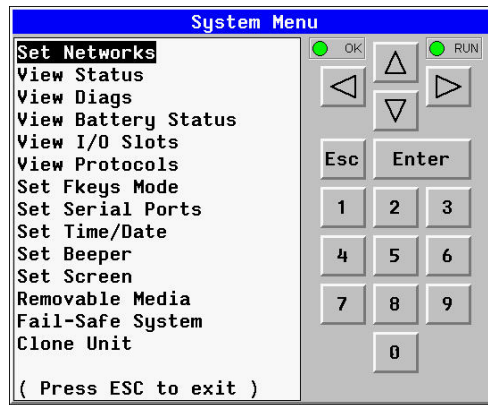 System Menu
Set Networks
View Status
View Diags
View Battery Status
View I/O Slots
View Protocols
Set Fkeys Mode
Set Serial Ports
Set Time/Date
Set Beeper
Set Screen
Removable Media
Fail-Safe System
Clone Unit
( Press ESC to exit )
OK RUN
Esc Enter
1 2 3
4 5 6
7 8 9
0